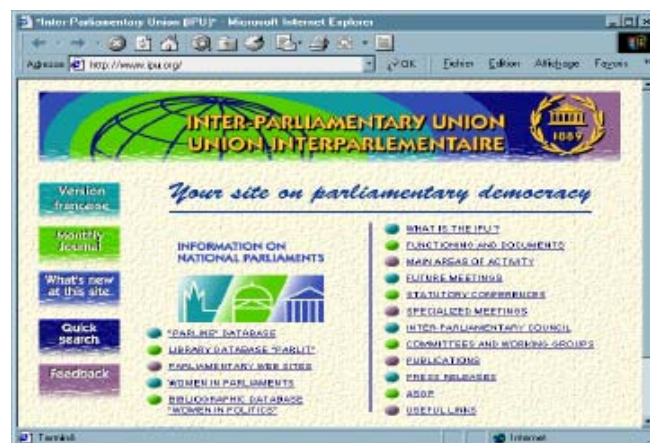 "Inter-Parliamentary Union (IPU)" - Microsoft Internet Explorer
Adresse http://www.ipu.org/ OK Fichier Edition Affichage Favoris
INTER-PARLIAMENTARY UNION
UNION INTERPARLEMENTAIRE
1889
Your site on parliamentary democracy
Version
française
Monthly
Journal
What's new
at this site
Quick
search
Feedback
INFORMATION ON
NATIONAL PARLIAMENTS
"PARLINE" DATABASE
LIBRARY DATABASE "PARLIT"
PARLIAMENTARY WEB SITES
WOMEN IN PARLIAMENTS
BIBLIOGRAPHIC DATABASE
"WOMEN IN POLITICS"
WHAT IS THE IPU?
FUNCTIONING AND DOCUMENTS
MAIN AREAS OF ACTIVITY
FUTURE MEETINGS
STATUTORY CONFERENCES
SPECIALIZED MEETINGS
INTER-PARLIAMENTARY COUNCIL
COMMITTEES AND WORKING GROUPS
PUBLICATIONS
PRESS RELEASES
ASGP
USEFUL LINKS
Terminé Internet